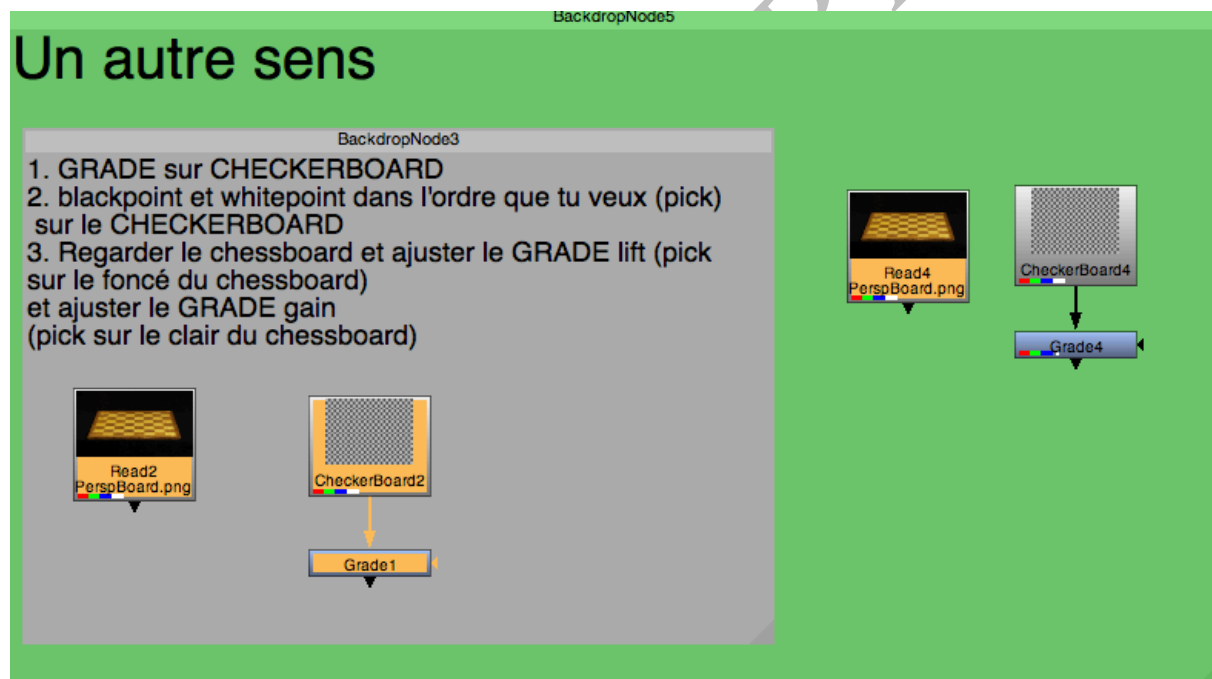 BackdropNode5
Un autre sens
BackdropNode3
1. GRADE sur CHECKERBOARD
2. blackpoint et whitepoint dans l'ordre que tu veux (pick)
sur le CHECKERBOARD
3. Regarder le chessboard et ajuster le GRADE lift (pick
sur le foncé du chessboard)
et ajuster le GRADE gain
(pick sur le clair du chessboard)
Read4
PerspBoard.png
CheckerBoard4
Grade4
Read2
PerspBoard.png
CheckerBoard2
Grade1